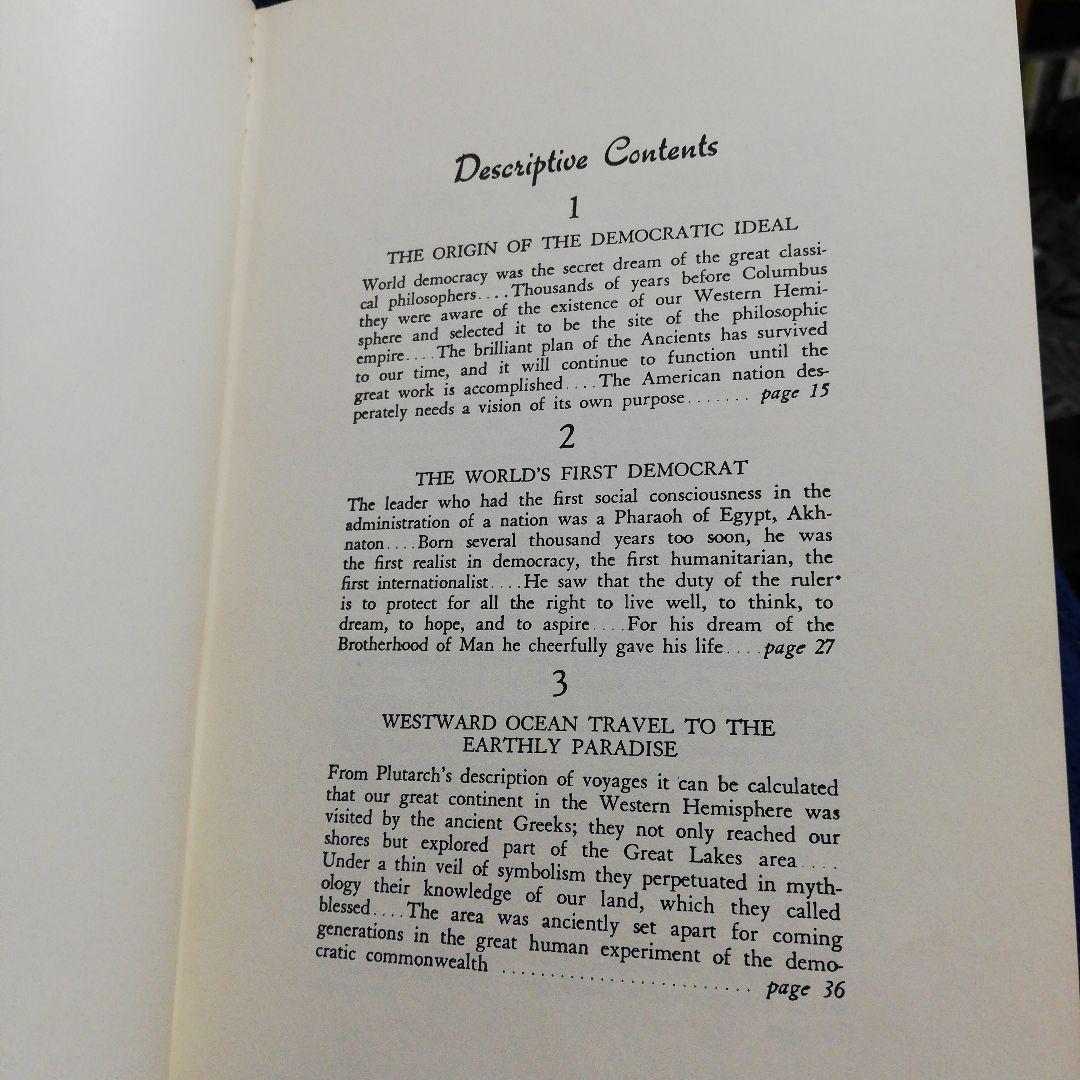 Descriptive Contents
1
THE ORIGIN OF THE DEMOCRATIC IDEAL
World democracy was the secret dream of the great classi-
cal philosophers....Thousands of years before Columbus
they were aware of the existence of our Western Hemi-
sphere and selected it to be the site of the philosophic
empire....The brilliant plan of the Ancients has survived
to our time, and it will continue to function until the
great work is accomplished....The American nation des-
perately needs a vision of its own purpose.......page 15
2
THE WORLD'S FIRST DEMOCRAT
The leader who had the first social consciousness in the
administration of a nation was a Pharaoh of Egypt, Akh-
naton....Born several thousand years too soon, he was
the first realist in democracy, the first humanitarian, the
first internationalist....He saw that the duty of the ruler
is to protect for all the right to live well, to think, to
dream, to hope, and to aspire....For his dream of the
Brotherhood of Man he cheerfully gave his life....page 27
3
WESTWARD OCEAN TRAVEL TO THE
EARTHLY PARADISE
From Plutarch's description of voyages it can be calculated
that our great continent in the Western Hemisphere was
visited by the ancient Greeks; they not only reached our
shores but explored part of the Great Lakes area....
Under a thin veil of symbolism they perpetuated in myth-
ology their knowledge of our land, which they called
blessed....The area was anciently set apart for coming
generations in the great human experiment of the demo-
cratic commonwealth ........................ page 36